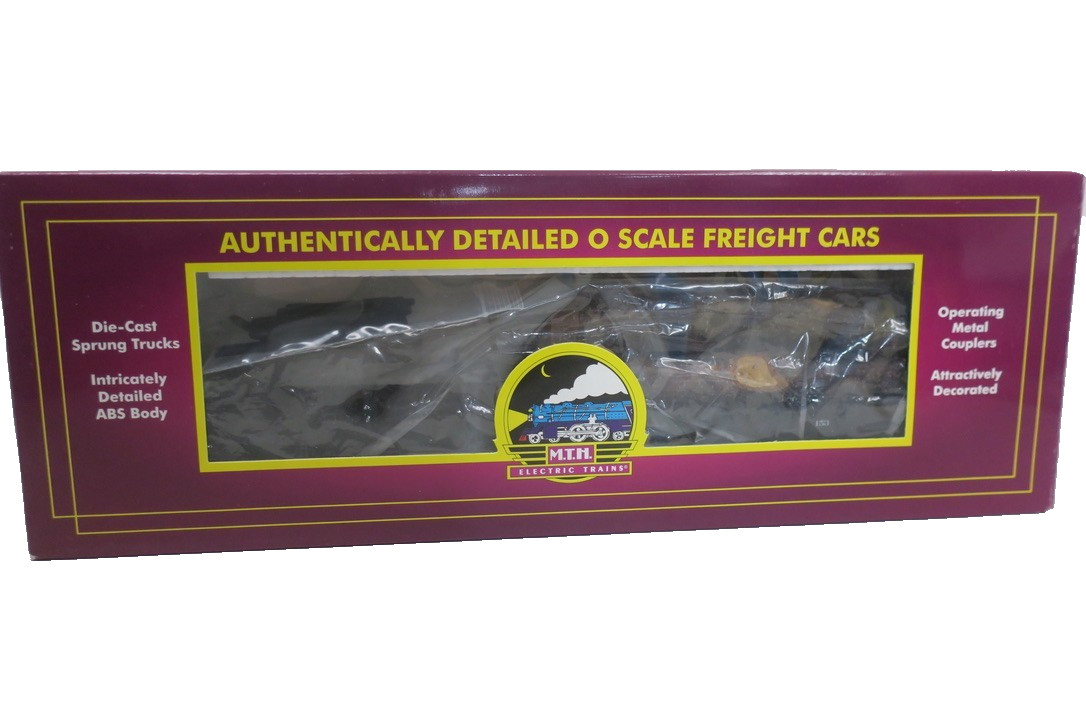 AUTHENTICALLY DETAILED O SCALE FREIGHT CARS
Die-Cast
Sprung Trucks
Intricately
Detailed
ABS Body
Operating
Metal
Couplers
Attractively
Decorated
M.T.H.
ELECTRIC TRAINS®